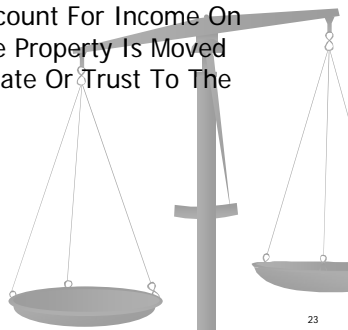 count For Income On
e Property Is Moved
ate Or Trust To The
23